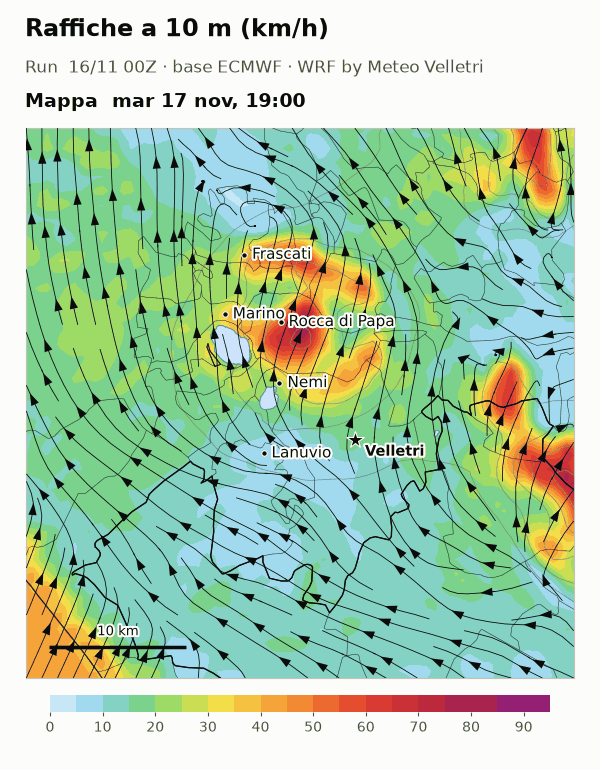 Raffiche a 10 m (km/h)
Run  16/11 00Z · base ECMWF · WRF by Meteo Velletri
Mappa  mar 17 nov, 19:00
Frascati
Marino
Rocca di Papa
Nemi
Lanuvio
Velletri
10 km
0 10 20 30 40 50 60 70 80 90